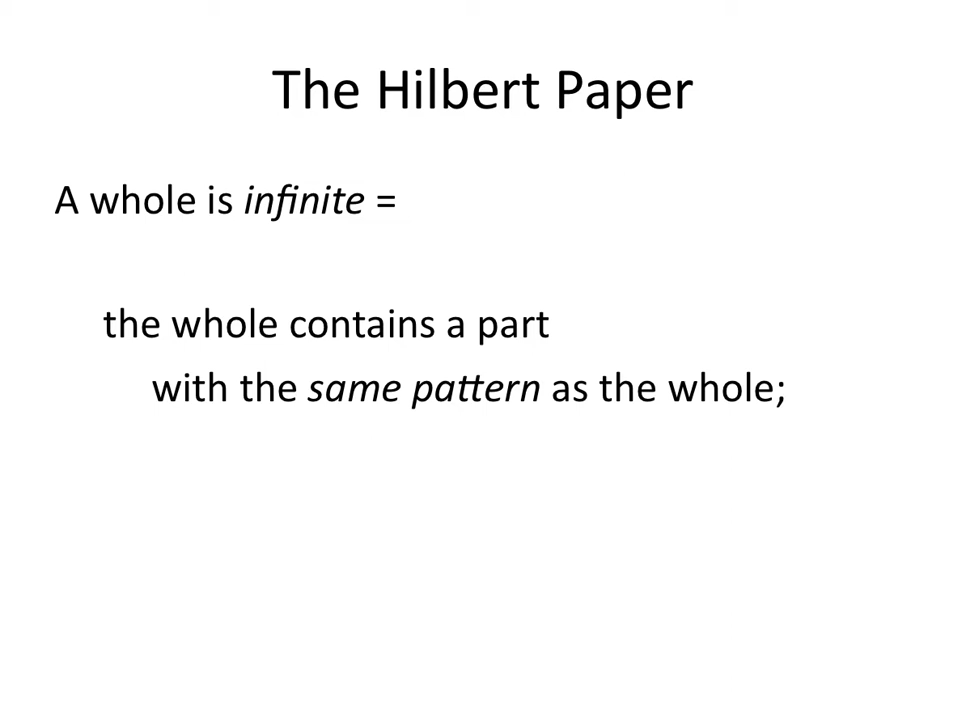 The Hilbert Paper
A whole is infinite =
the whole contains a part
with the same pattern as the whole;